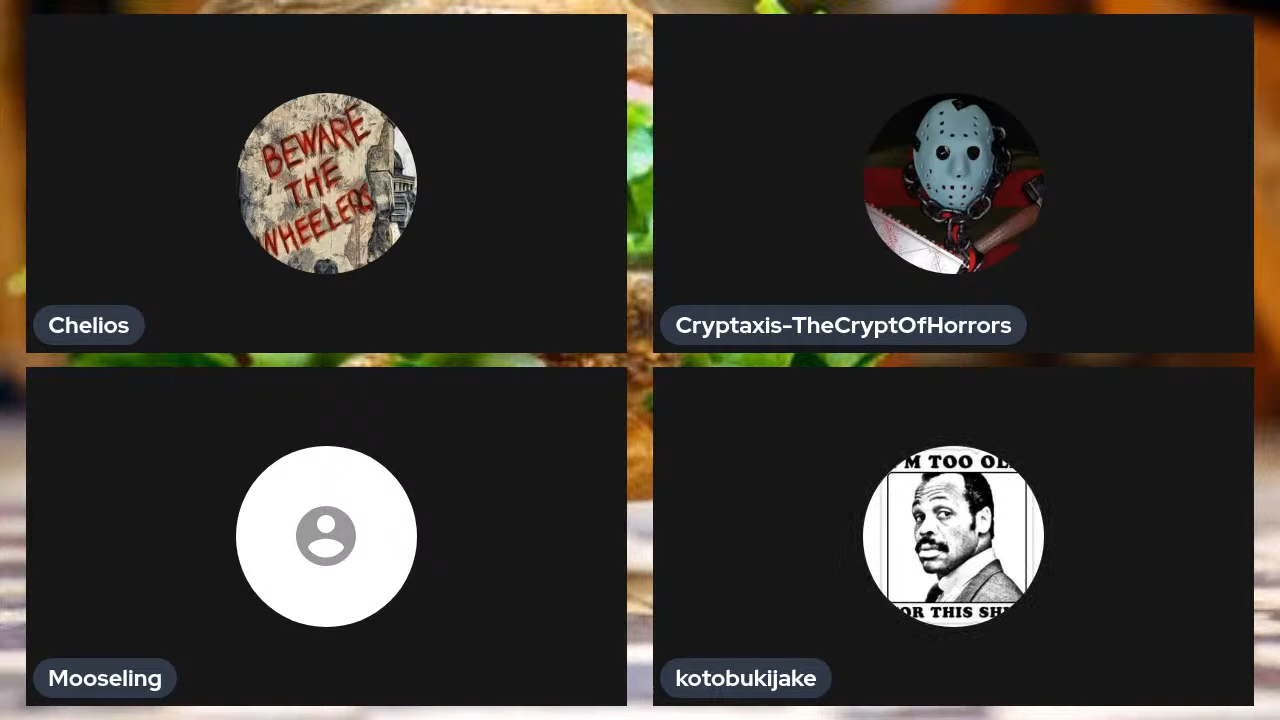 BEWARE
THE
WHEELERS
Chelios
Cryptaxis-TheCryptOfHorrors
'M TOO OL
OR THIS SH
Mooseling
kotobukijake